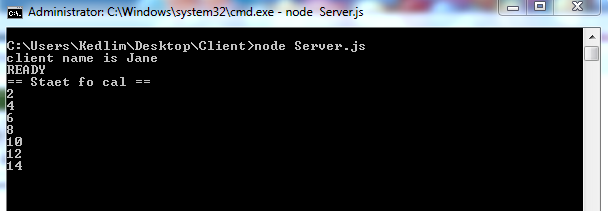 Administrator: C:\Windows\system32\cmd.exe - node Server.js
C:\Users\Kedlim\Desktop\Client>node Server.js
client name is Jane
READY
== Staet fo cal ==
2
4
6
8
10
12
14